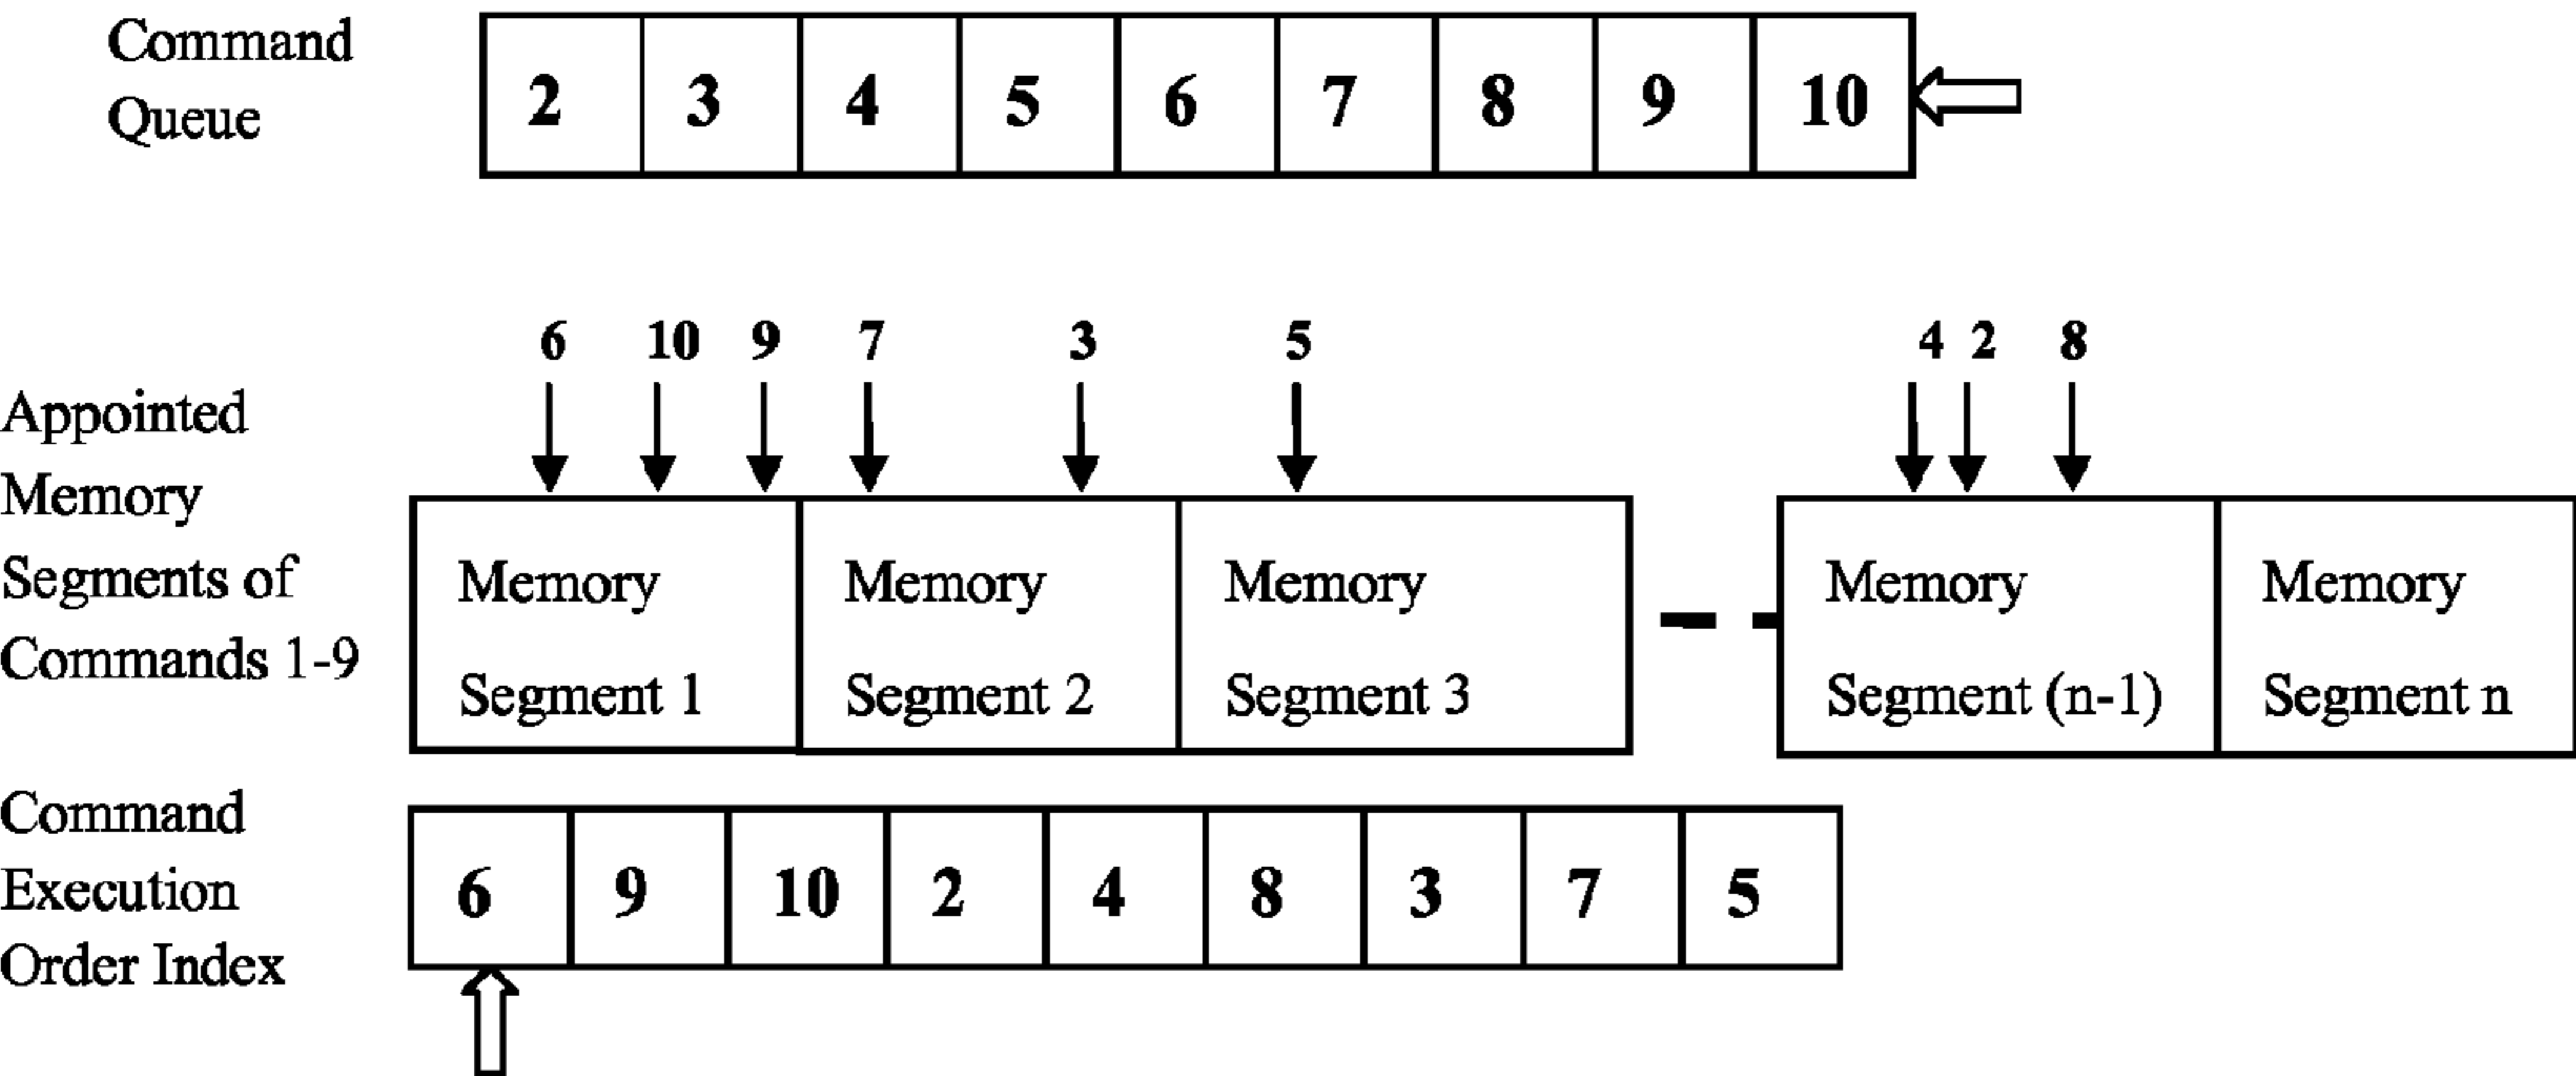 Command
Queue
2 3 4 5 6 7 8 9 10
6 10 9 7 3 5 4 2 8
Appointed
Memory
Segments of
Commands 1-9
Memory
Segment 1
Memory
Segment 2
Memory
Segment 3
Memory
Segment (n-1)
Memory
Segment n
Command
Execution
Order Index
6 9 10 2 4 8 3 7 5